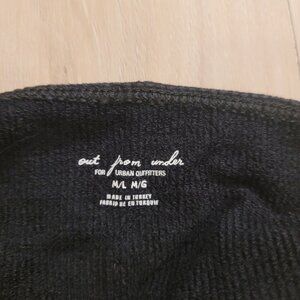 out from under
FOR URBAN OUTFITTERS
M/L M/G
MADE IN TURKEY
FABRIQUÉ EN TURQUIE